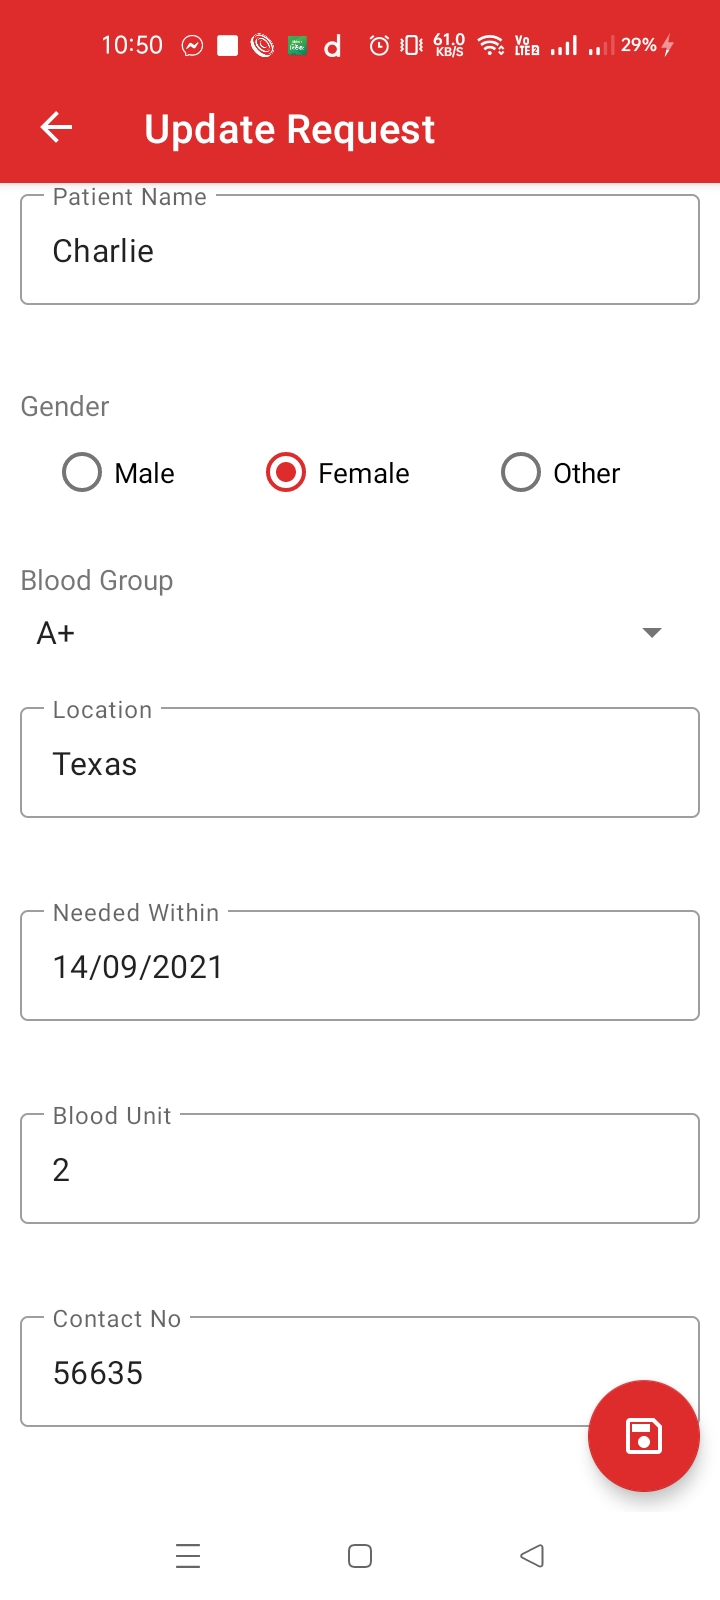 10:50 d 61.0 KB/S Vo LTE2 29%
Update Request
Patient Name
Charlie
Gender
Male Female Other
Blood Group
A+
Location
Texas
Needed Within
14/09/2021
Blood Unit
2
Contact No
56635